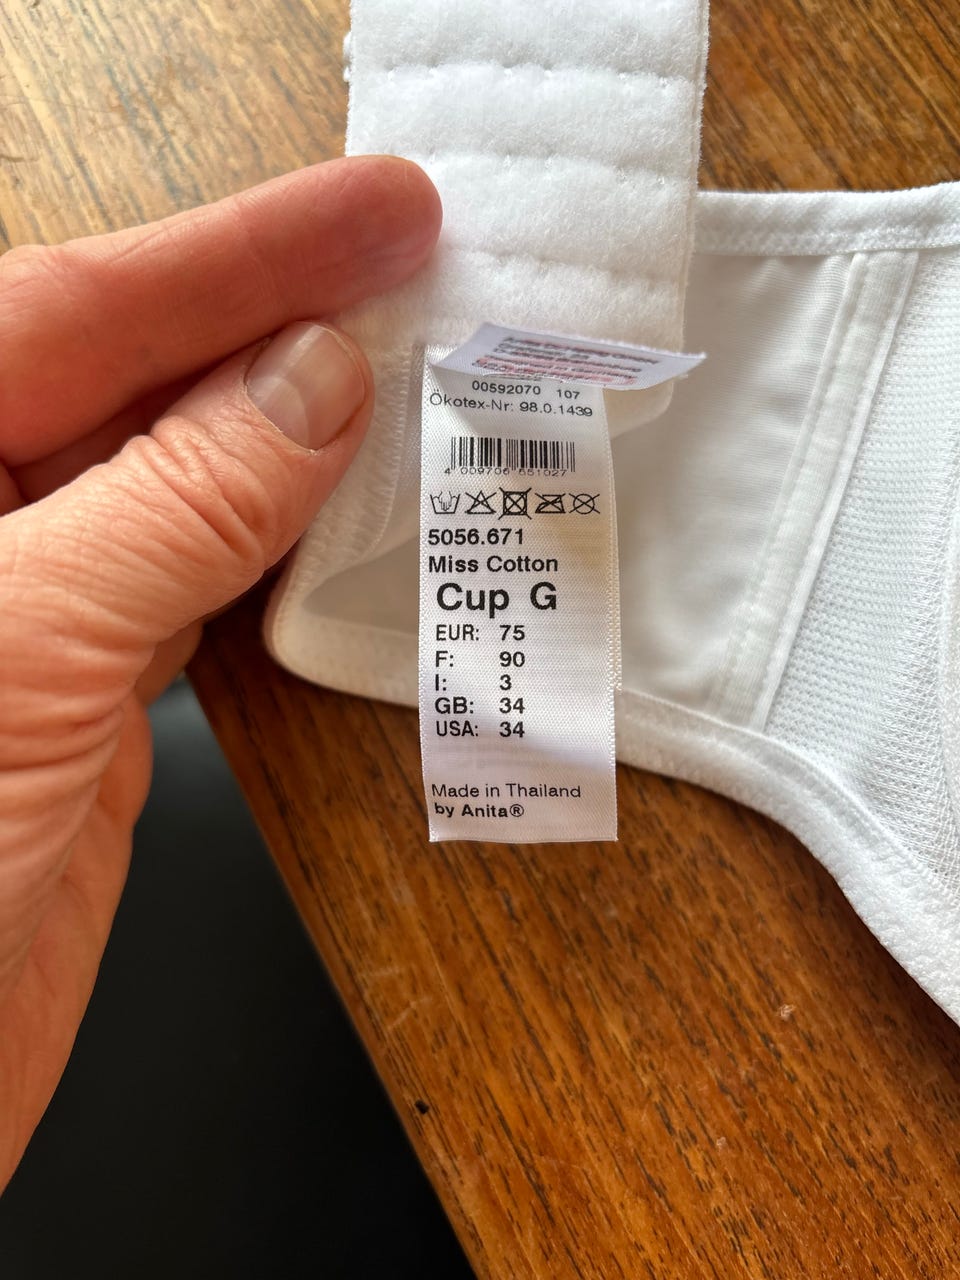 00592070 107
Ökotex-Nr: 98.0.1439
4 009706 551027
5056.671
Miss Cotton
Cup G
EUR: 75
F: 90
I: 3
GB: 34
USA: 34
Made in Thailand
by Anita®